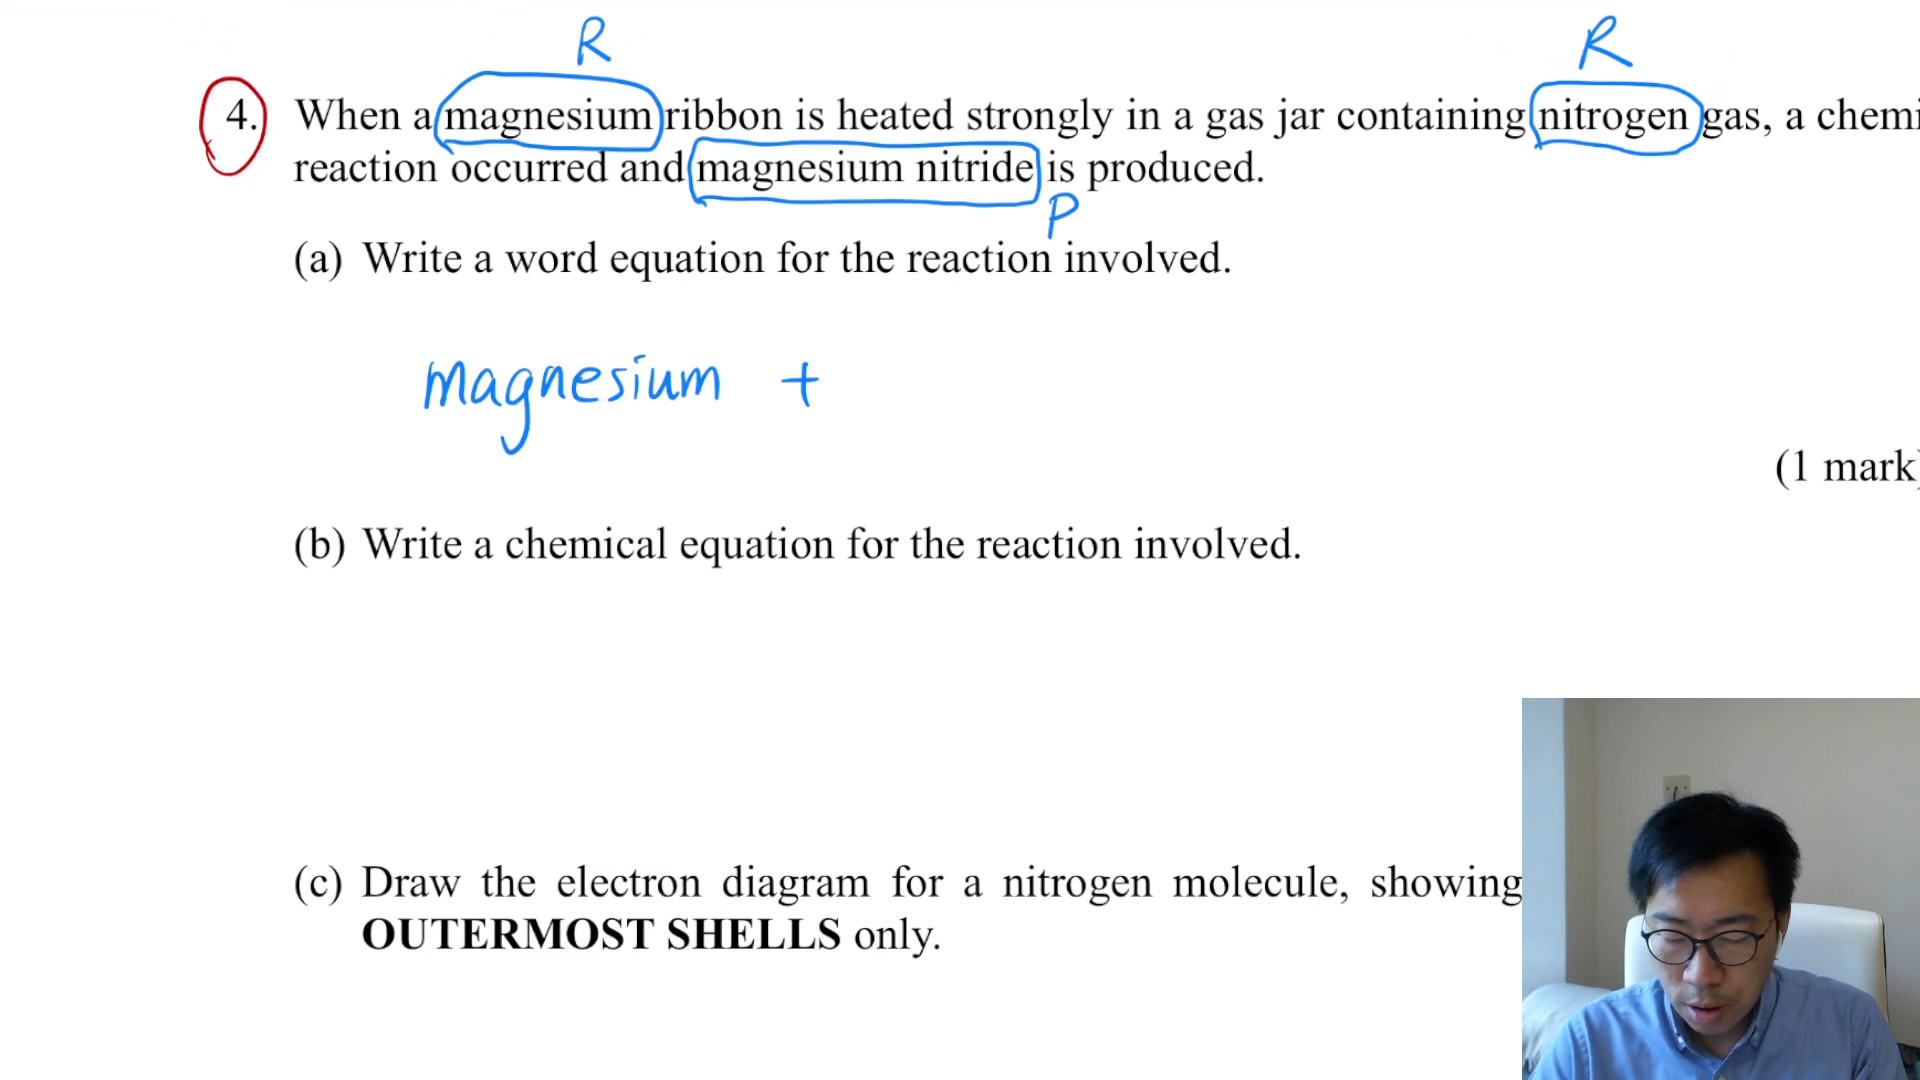 R R
4. When a magnesium ribbon is heated strongly in a gas jar containing nitrogen gas, a chemi
reaction occurred and magnesium nitride is produced.
P
(a) Write a word equation for the reaction involved.
magnesium +
(1 mark)
(b) Write a chemical equation for the reaction involved.
(c) Draw the electron diagram for a nitrogen molecule, showing
OUTERMOST SHELLS only.